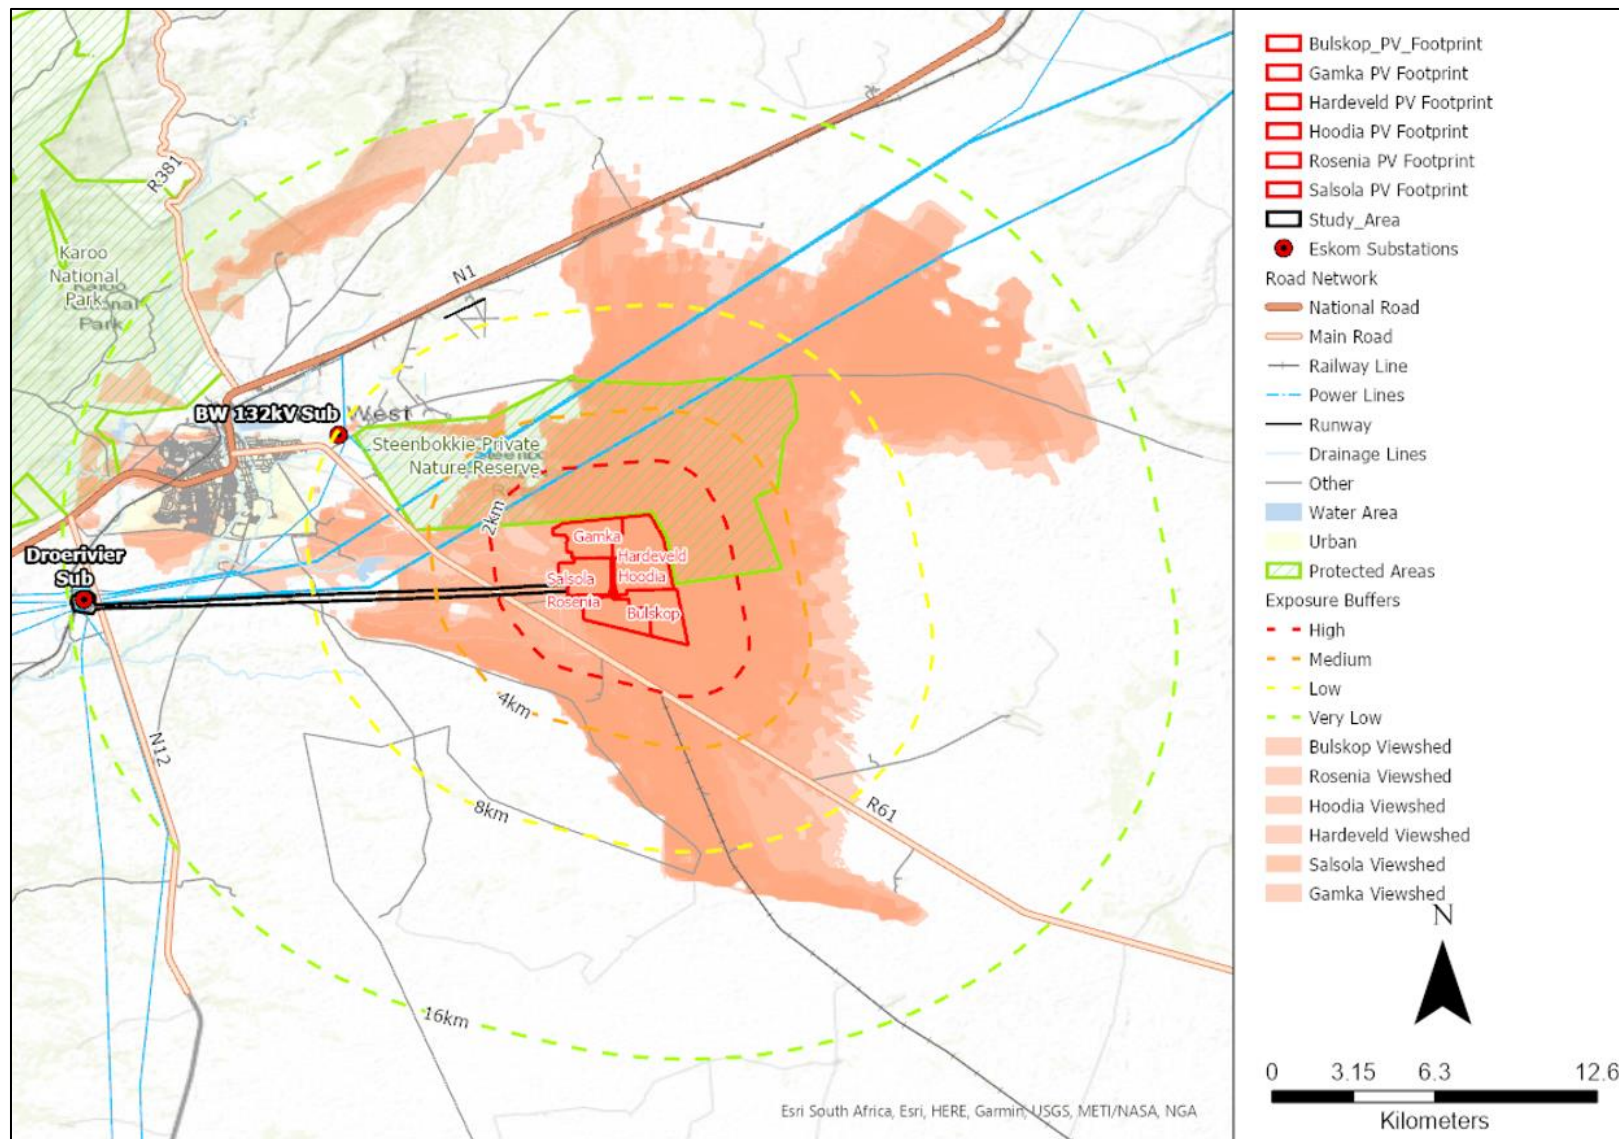 R381
Karoo
National
Park
National
Park
N1
BW 132kV Sub
West
Steenbokkie Private
Nature Reserve
2km
Gamka
Hardeveld
Salsola
Hoodia
Rosenia
Bulskop
Droerivier
Sub
4km
N12
8km
R61
16km
Esri South Africa, Esri, HERE, Garmin, USGS, METI/NASA, NGA
Bulskop_PV_Footprint
Gamka PV Footprint
Hardeveld PV Footprint
Hoodia PV Footprint
Rosenia PV Footprint
Salsola PV Footprint
Study_Area
Eskom Substations
Road Network
National Road
Main Road
Railway Line
Power Lines
Runway
Drainage Lines
Other
Water Area
Urban
Protected Areas
Exposure Buffers
High
Medium
Low
Very Low
Bulskop Viewshed
Rosenia Viewshed
Hoodia Viewshed
Hardeveld Viewshed
Salsola Viewshed
Gamka Viewshed
N
0 3.15 6.3 12.6
Kilometers